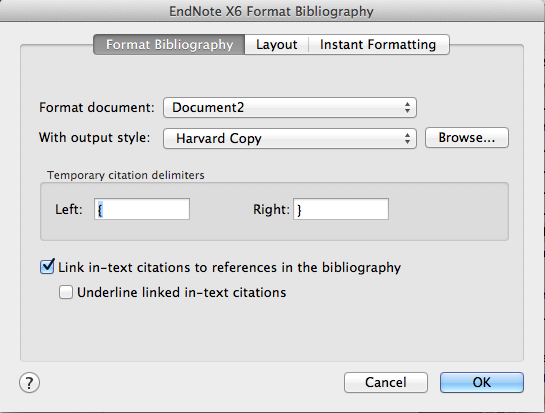 EndNote X6 Format Bibliography
Format Bibliography Layout Instant Formatting
Format document: Document2
With output style: Harvard Copy Browse...
Temporary citation delimiters
Left: { Right: }
Link in-text citations to references in the bibliography
Underline linked in-text citations
? Cancel OK